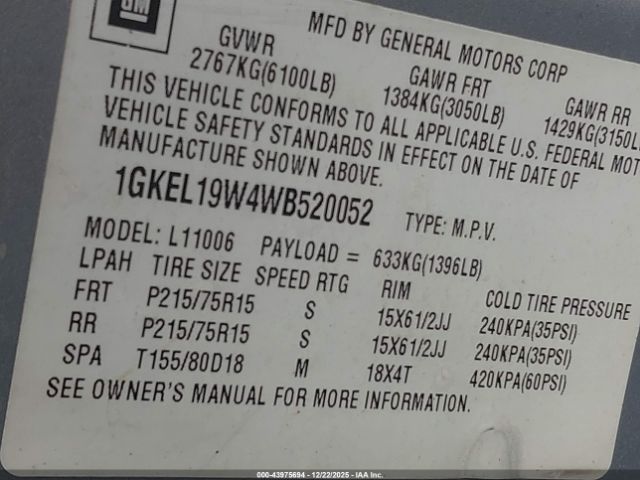 GM
MFD BY GENERAL MOTORS CORP
GVWR GAWR FRT GAWR RR
2767KG(6100LB) 1384KG(3050LB) 1429KG(3150L
THIS VEHICLE CONFORMS TO ALL APPLICABLE U.S. FEDERAL MOT
VEHICLE SAFETY STANDARDS IN EFFECT ON THE DATE OF
MANUFACTURE SHOWN ABOVE.
1GKEL19W4WB520052 TYPE: M.P.V.
MODEL: L11006 PAYLOAD = 633KG(1396LB)
LPAH TIRE SIZE SPEED RTG RIM COLD TIRE PRESSURE
FRT P215/75R15 S 15X61/2JJ 240KPA(35PSI)
RR P215/75R15 S 15X61/2JJ 240KPA(35PSI)
SPA T155/80D18 M 18X4T 420KPA(60PSI)
SEE OWNER'S MANUAL FOR MORE INFORMATION.
000-43975694 - 12/22/2025 - IAA Inc.